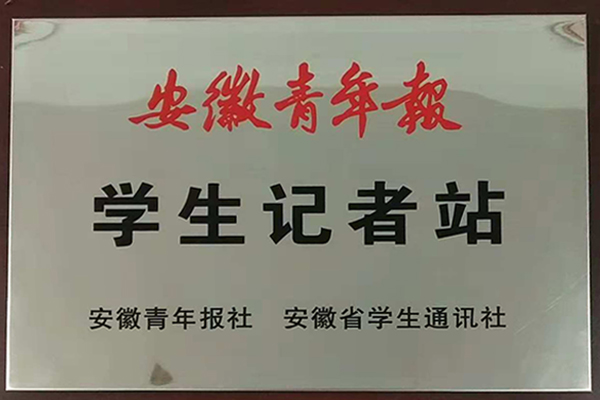 安徽青年報
学生记者站
安徽青年报社 安徽省学生通讯社